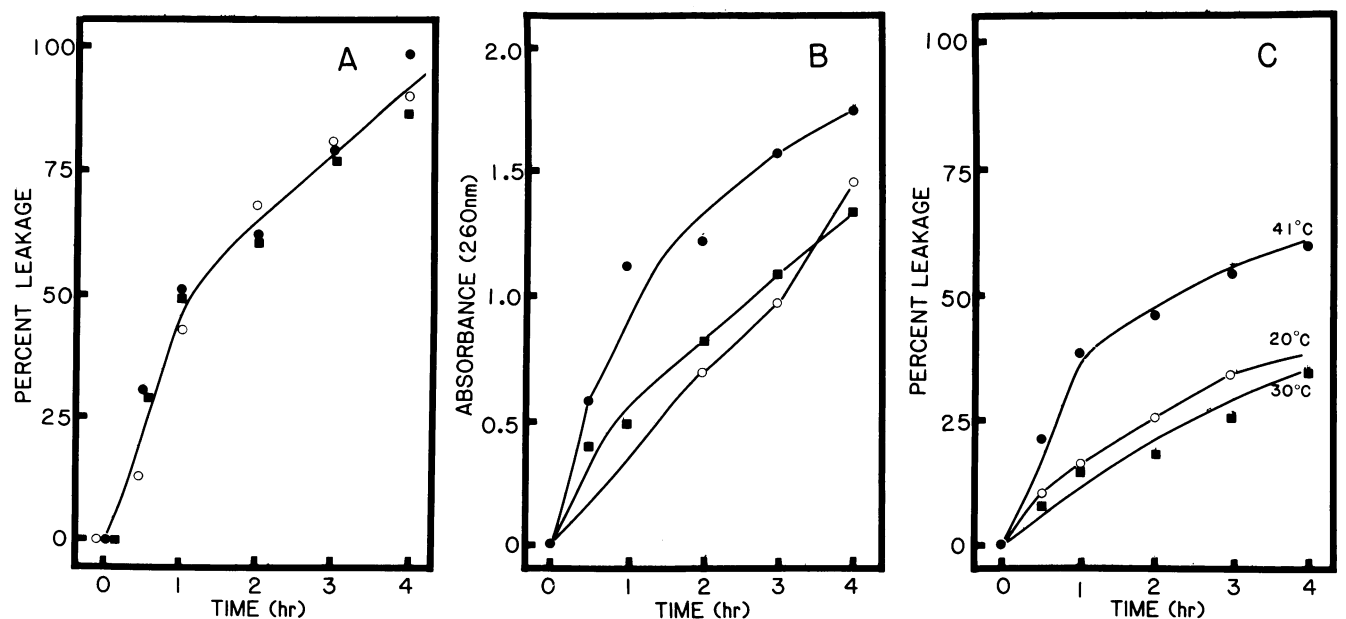 A
100
75
50
25
0
PERCENT LEAKAGE
0 1 2 3 4
TIME (hr)
B
2.0
1.5
1.0
0.5
0
ABSORBANCE (260nm)
0 1 2 3 4
TIME (hr)
C
100
75
50
25
0
PERCENT LEAKAGE
41°C
20°C
30°C
0 1 2 3 4
TIME (hr)